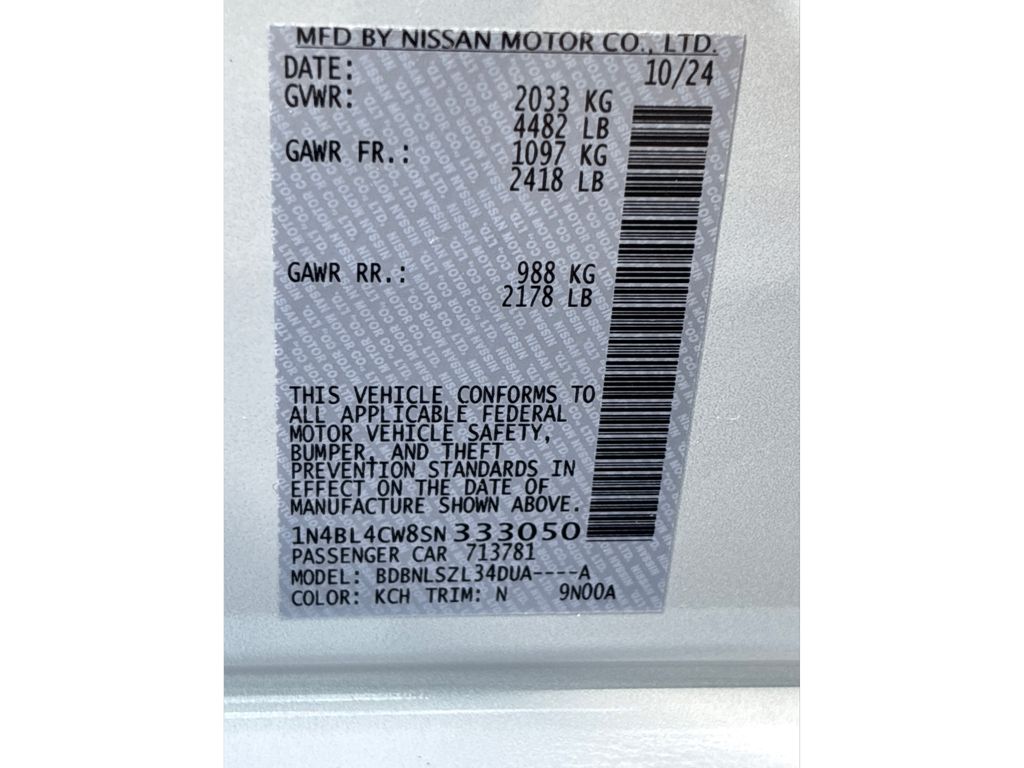 MFD BY NISSAN MOTOR CO., LTD.
DATE: 10/24
GVWR: 2033 KG
4482 LB
GAWR FR.: 1097 KG
2418 LB
GAWR RR.: 988 KG
2178 LB
THIS VEHICLE CONFORMS TO
ALL APPLICABLE FEDERAL
MOTOR VEHICLE SAFETY,
BUMPER, AND THEFT
PREVENTION STANDARDS IN
EFFECT ON THE DATE OF
MANUFACTURE SHOWN ABOVE.
1N4BL4CW8SN333050
PASSENGER CAR 713781
MODEL: BDBNLSZL34DUA----A
COLOR: KCH TRIM: N 9N00A